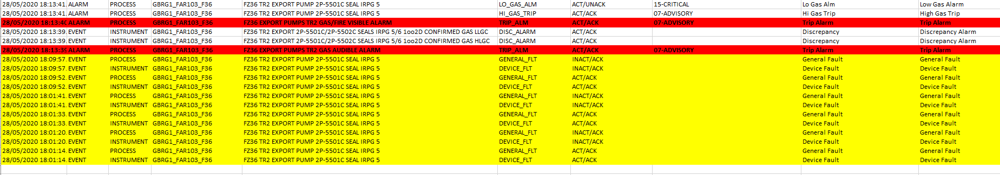 28/05/2020 18:13:41. ALARM PROCESS GBRG1_FAR103_F36 FZ36 TR2 EXPORT PUMP 2P-5501C SEAL IRPG 5 LO_GAS_ALM ACT/UNACK 15-CRITICAL Lo Gas Alm Low Gas Alarm
28/05/2020 18:13:41. ALARM PROCESS GBRG1_FAR103_F36 FZ36 TR2 EXPORT PUMP 2P-5501C SEAL IRPG 5 HI_GAS_TRIP ACT/ACK 07-ADVISORY Hi Gas Trip High Gas Trip
28/05/2020 18:13:40 ALARM PROCESS GBRG1_FAR103_F36 FZ36 EXPORT PUMPS TR2 GAS/FIRE VISIBLE ALARM TRIP_ALM ACT/ACK 07-ADVISORY Trip Alarm Trip Alarm
28/05/2020 18:13:39. EVENT INSTRUMENT GBRG1_FAR103_F36 FZ36 EXPORT 2P-5501C/2P-5502C SEALS IRPG 5/6 1oo2D CONFIRMED GAS LLGC DISC_ALARM ACT/ACK Discrepancy Discrepancy Alarm
28/05/2020 18:13:39. EVENT INSTRUMENT GBRG1_FAR103_F36 FZ36 EXPORT 2P-5501C/2P-5502C SEALS IRPG 5/6 1oo2D CONFIRMED GAS HLGC DISC_ALARM ACT/ACK Discrepancy Discrepancy Alarm
28/05/2020 18:13:39 ALARM PROCESS GBRG1_FAR103_F36 FZ36 EXPORT PUMPS TR2 GAS AUDIBLE ALARM TRIP_ALM ACT/ACK 07-ADVISORY Trip Alarm Trip Alarm
28/05/2020 18:09:57. EVENT PROCESS GBRG1_FAR103_F36 FZ36 TR2 EXPORT PUMP 2P-5501C SEAL IRPG 5 GENERAL_FLT INACT/ACK General Fault General Fault
28/05/2020 18:09:57. EVENT INSTRUMENT GBRG1_FAR103_F36 FZ36 TR2 EXPORT PUMP 2P-5501C SEAL IRPG 5 DEVICE_FLT INACT/ACK Device Fault Device Fault
28/05/2020 18:09:52. EVENT PROCESS GBRG1_FAR103_F36 FZ36 TR2 EXPORT PUMP 2P-5501C SEAL IRPG 5 GENERAL_FLT ACT/ACK General Fault General Fault
28/05/2020 18:09:52. EVENT INSTRUMENT GBRG1_FAR103_F36 FZ36 TR2 EXPORT PUMP 2P-5501C SEAL IRPG 5 DEVICE_FLT ACT/ACK Device Fault Device Fault
28/05/2020 18:01:41. EVENT PROCESS GBRG1_FAR103_F36 FZ36 TR2 EXPORT PUMP 2P-5501C SEAL IRPG 5 GENERAL_FLT INACT/ACK General Fault General Fault
28/05/2020 18:01:41. EVENT INSTRUMENT GBRG1_FAR103_F36 FZ36 TR2 EXPORT PUMP 2P-5501C SEAL IRPG 5 DEVICE_FLT INACT/ACK Device Fault Device Fault
28/05/2020 18:01:33. EVENT PROCESS GBRG1_FAR103_F36 FZ36 TR2 EXPORT PUMP 2P-5501C SEAL IRPG 5 GENERAL_FLT ACT/ACK General Fault General Fault
28/05/2020 18:01:33. EVENT INSTRUMENT GBRG1_FAR103_F36 FZ36 TR2 EXPORT PUMP 2P-5501C SEAL IRPG 5 DEVICE_FLT ACT/ACK Device Fault Device Fault
28/05/2020 18:01:20. EVENT PROCESS GBRG1_FAR103_F36 FZ36 TR2 EXPORT PUMP 2P-5501C SEAL IRPG 5 GENERAL_FLT INACT/ACK General Fault General Fault
28/05/2020 18:01:20. EVENT INSTRUMENT GBRG1_FAR103_F36 FZ36 TR2 EXPORT PUMP 2P-5501C SEAL IRPG 5 DEVICE_FLT INACT/ACK Device Fault Device Fault
28/05/2020 18:01:14. EVENT PROCESS GBRG1_FAR103_F36 FZ36 TR2 EXPORT PUMP 2P-5501C SEAL IRPG 5 GENERAL_FLT ACT/ACK General Fault General Fault
28/05/2020 18:01:14. EVENT INSTRUMENT GBRG1_FAR103_F36 FZ36 TR2 EXPORT PUMP 2P-5501C SEAL IRPG 5 DEVICE_FLT ACT/ACK Device Fault Device Fault